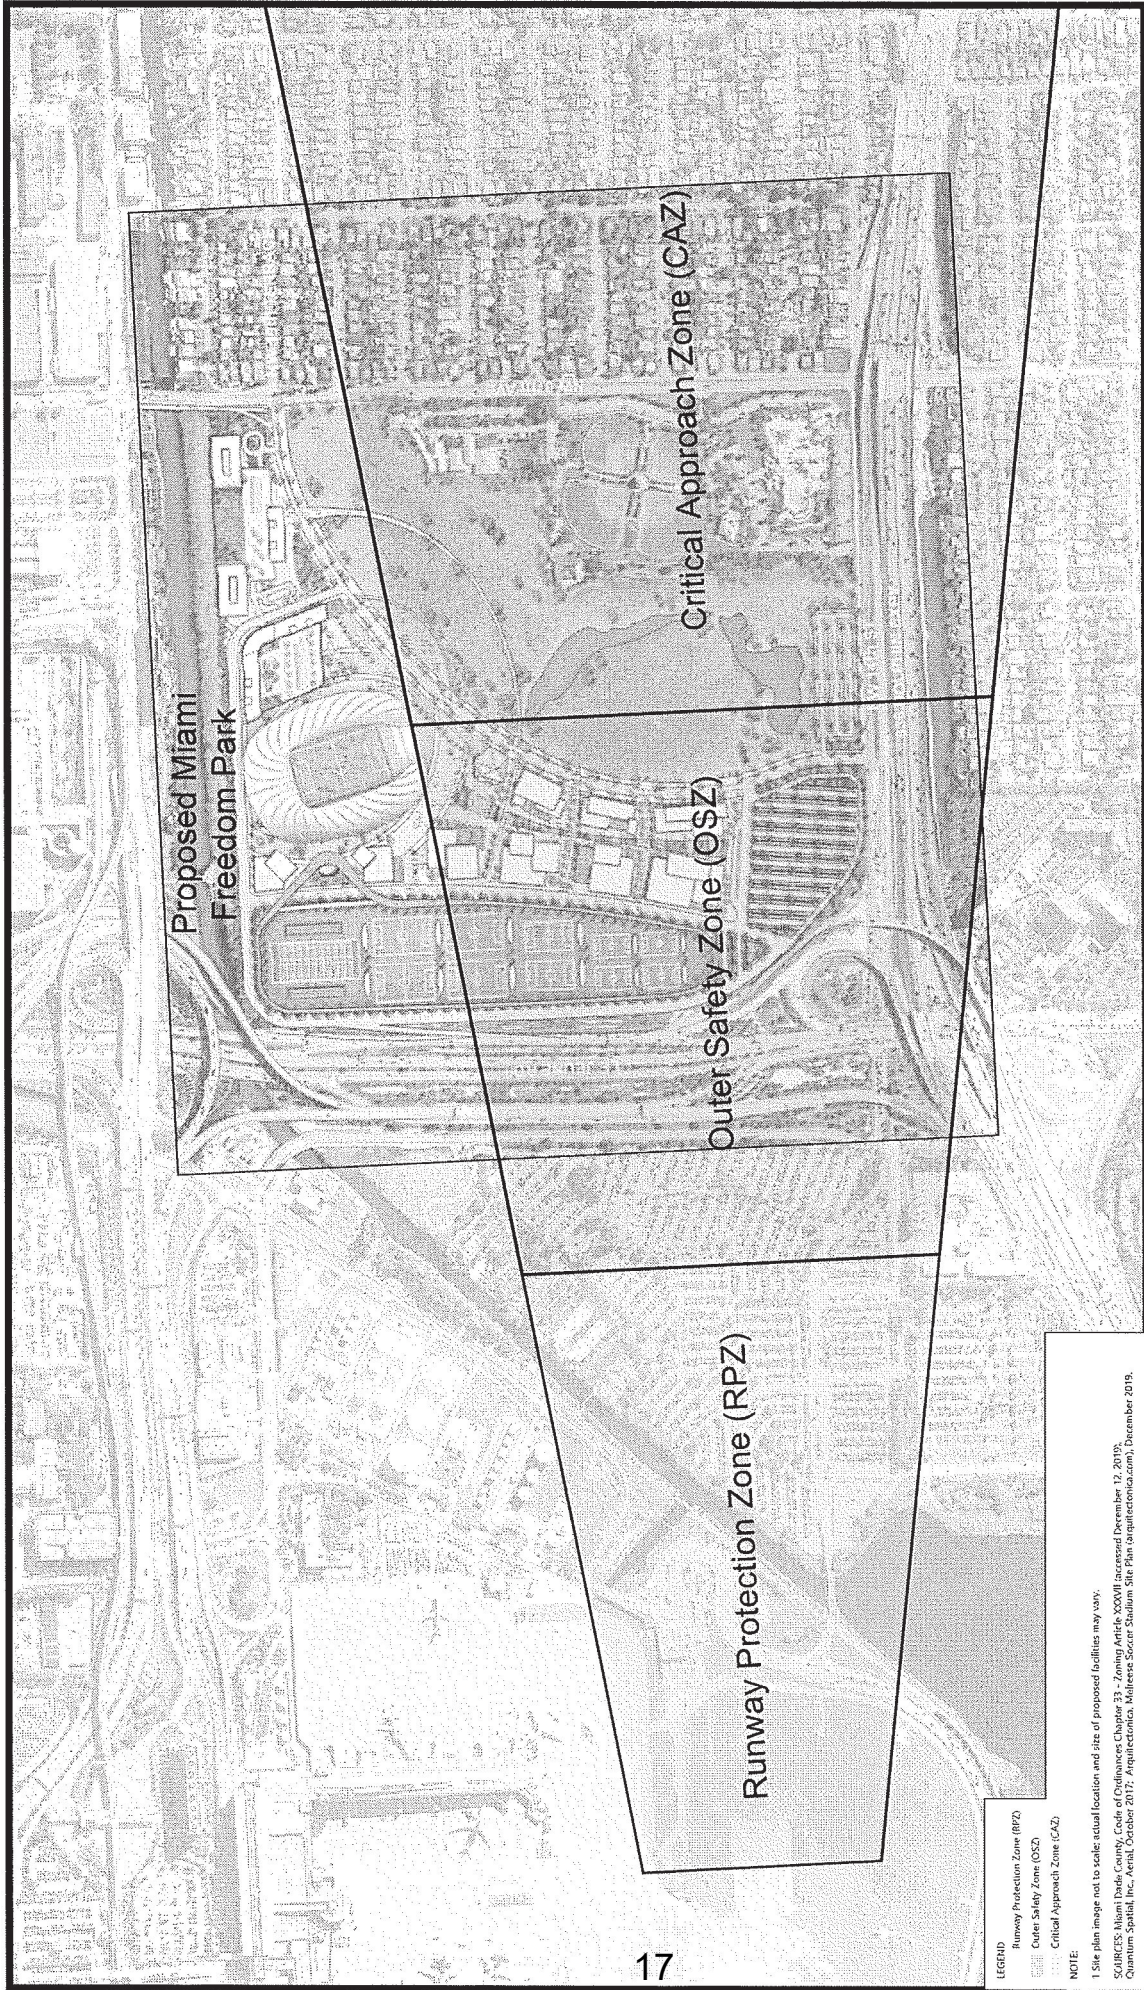 Proposed Miami
Freedom Park
Critical Approach Zone (CAZ)
Outer Safety Zone (OSZ)
Runway Protection Zone (RPZ)
17
LEGEND
Runway Protection Zone (RPZ)
Outer Safety Zone (OSZ)
Critical Approach Zone (CAZ)
NOTE:
1 Site plan image not to scale; actual location and size of proposed facilities may vary.
SOURCES: Miami Dade County, Code of Ordinances Chapter 33 - Zoning Article XXXVII (accessed December 12, 2019);
Quantum Spatial, Inc., Aerial, October 2017; Arquitectonica, Melreese Soccer Stadium Site Plan (arquitectonica.com), December 2019.